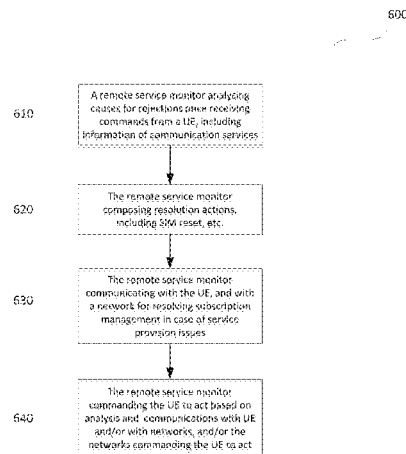 600
610
A remote service monitor analyzing
causes for rejections once receiving
commands from a UE, including
information of communication services
620
The remote service monitor
composing resolution actions,
including SIM reset, etc.
630
The remote service monitor
communicating with the UE, and with
a network for resolving subscription
management in case of service
provision issues
640
The remote service monitor
commanding the UE to act based on
analysis and communications with UE
and/or with networks, and/or the
networks commanding the UE to act